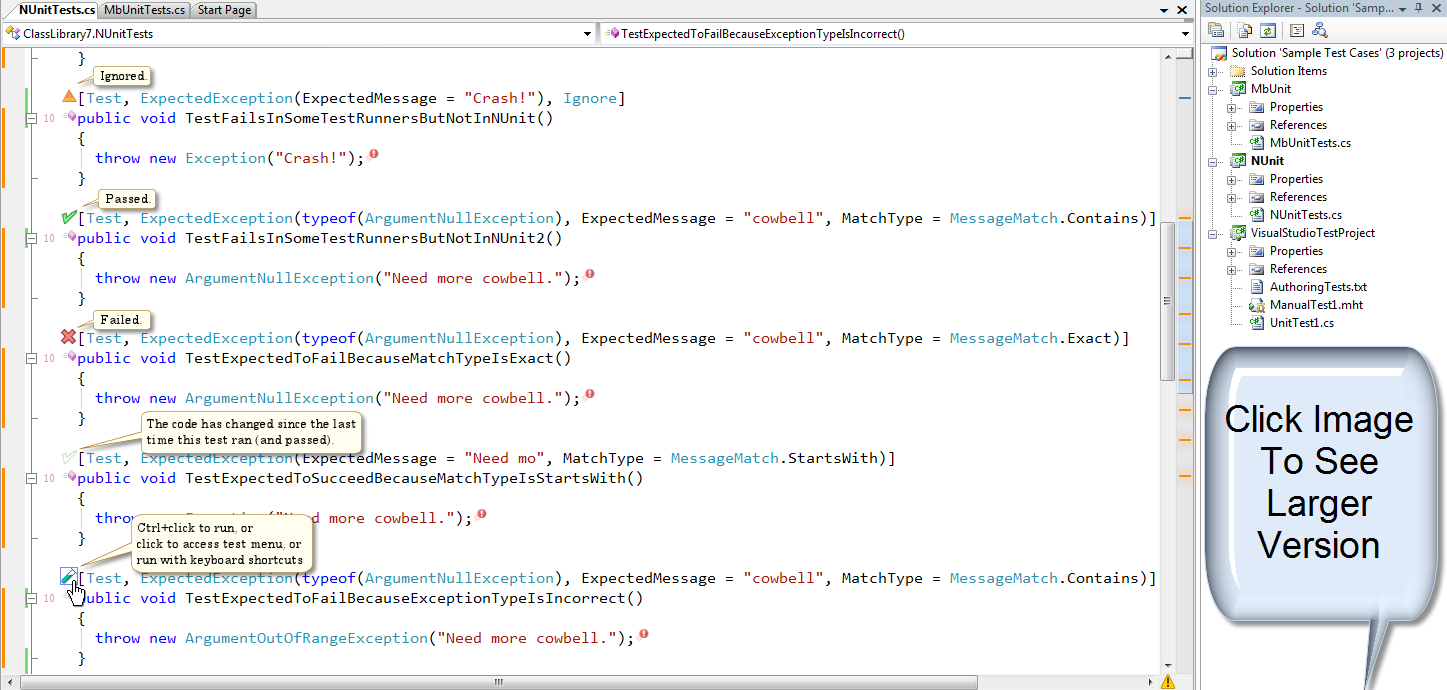 NUnitTests.cs MbUnitTests.cs Start Page
ClassLibrary7.NUnitTests TestExpectedToFailBecauseExceptionTypeIsIncorrect()
}
Ignored.
[Test, ExpectedException(ExpectedMessage = "Crash!"), Ignore]
10 public void TestFailsInSomeTestRunnersButNotInNUnit()
{
throw new Exception("Crash!");
}
Passed.
[Test, ExpectedException(typeof(ArgumentNullException), ExpectedMessage = "cowbell", MatchType = MessageMatch.Contains)]
10 public void TestFailsInSomeTestRunnersButNotInNUnit2()
{
throw new ArgumentNullException("Need more cowbell.");
}
Failed.
[Test, ExpectedException(typeof(ArgumentNullException), ExpectedMessage = "cowbell", MatchType = MessageMatch.Exact)]
10 public void TestExpectedToFailBecauseMatchTypeIsExact()
{
throw new ArgumentNullException("Need more cowbell.");
}
The code has changed since the last
time this test ran (and passed).
[Test, ExpectedException(ExpectedMessage = "Need mo", MatchType = MessageMatch.StartsWith)]
10 public void TestExpectedToSucceedBecauseMatchTypeIsStartsWith()
{
Ctrl+click to run, or
click to access test menu, or
run with keyboard shortcuts
more cowbell.");
}
[Test, ExpectedException(typeof(ArgumentNullException), ExpectedMessage = "cowbell", MatchType = MessageMatch.Contains)]
10 public void TestExpectedToFailBecauseExceptionTypeIsIncorrect()
{
throw new ArgumentOutOfRangeException("Need more cowbell.");
}
Solution Explorer - Solution 'Samp...
Solution 'Sample Test Cases' (3 projects)
Solution Items
MbUnit
Properties
References
MbUnitTests.cs
NUnit
Properties
References
NUnitTests.cs
VisualStudioTestProject
Properties
References
AuthoringTests.txt
ManualTest1.mht
UnitTest1.cs
Click Image
To See
Larger
Version